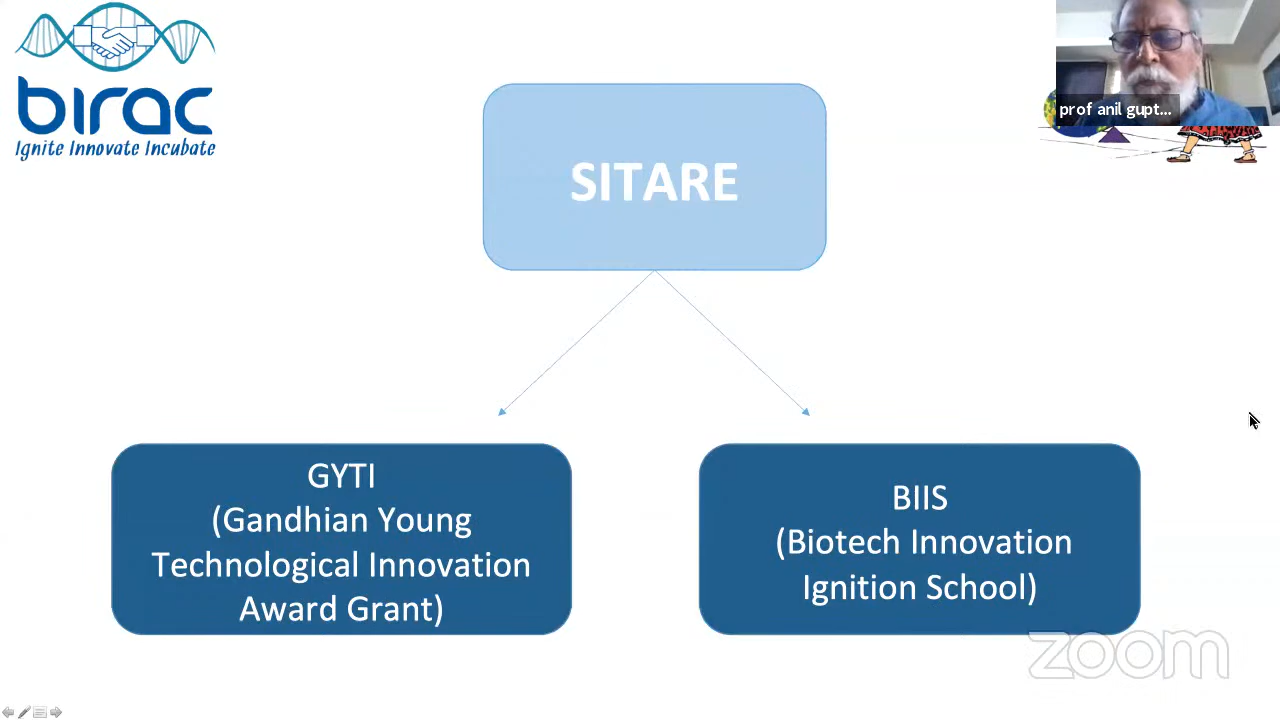 birac
Ignite Innovate Incubate
prof anil gupt...
SITARE
GYTI
(Gandhian Young
Technological Innovation
Award Grant)
BIIS
(Biotech Innovation
Ignition School)
zoom